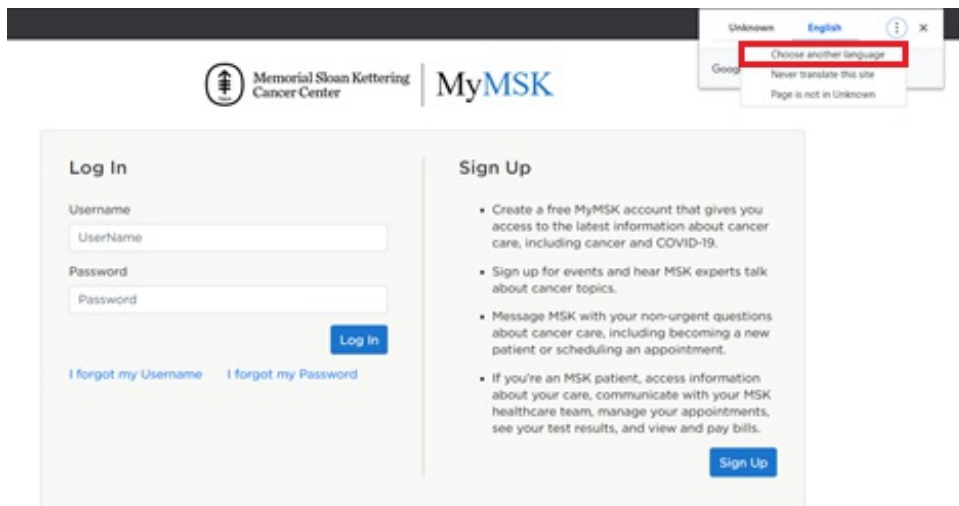 Unknown English
Choose another language
Goog
Never translate this site
Page is not in Unknown
Memorial Sloan Kettering
Cancer Center
MyMSK
Log In
Username
UserName
Password
Password
Log In
I forgot my Username I forgot my Password
Sign Up
• Create a free MyMSK account that gives you
access to the latest information about cancer
care, including cancer and COVID-19.
• Sign up for events and hear MSK experts talk
about cancer topics.
• Message MSK with your non-urgent questions
about cancer care, including becoming a new
patient or scheduling an appointment.
• If you're an MSK patient, access information
about your care, communicate with your MSK
healthcare team, manage your appointments,
see your test results, and view and pay bills.
Sign Up